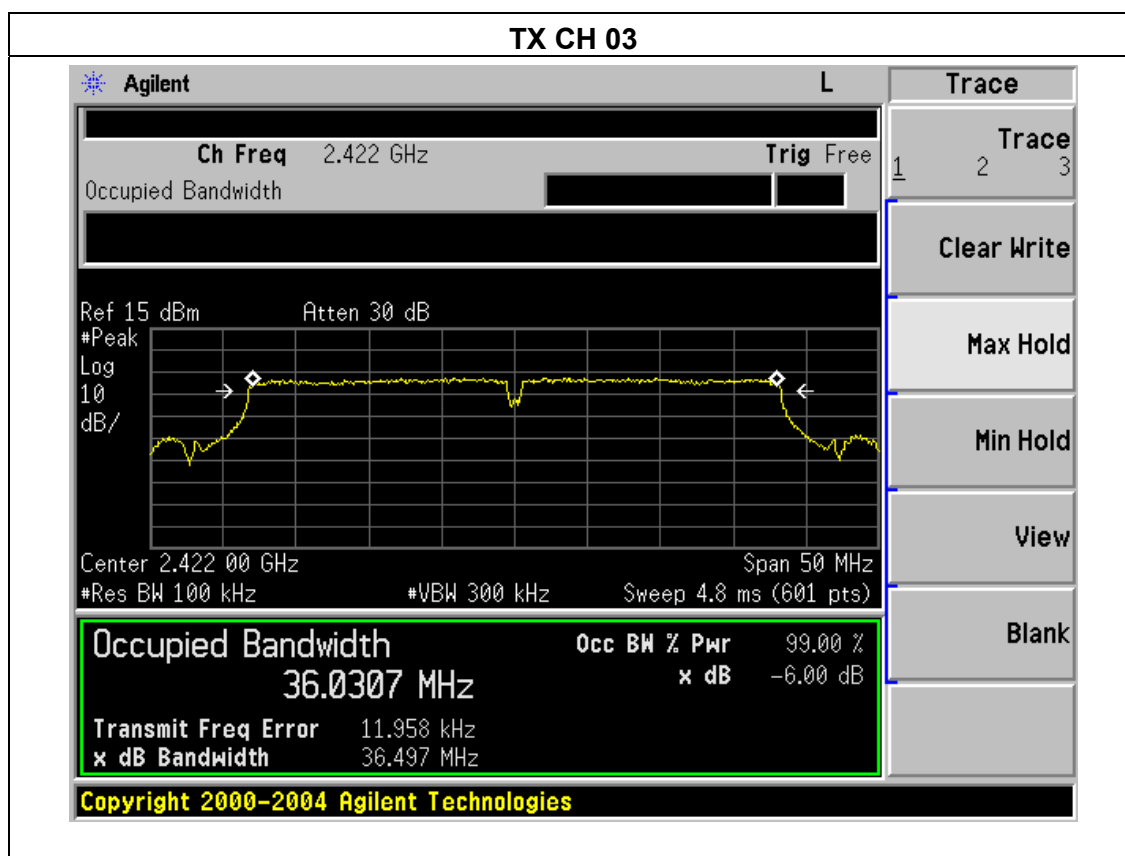 TX CH 03
Agilent L Trace
Ch Freq 2.422 GHz Trig Free
Occupied Bandwidth
Trace
1 2 3
Clear Write
Max Hold
Min Hold
View
Blank
Ref 15 dBm Atten 30 dB
#Peak
Log
10
dB/
Center 2.422 00 GHz Span 50 MHz
#Res BW 100 kHz #VBW 300 kHz Sweep 4.8 ms (601 pts)
Occupied Bandwidth Occ BW % Pwr 99.00 %
36.0307 MHz x dB -6.00 dB
Transmit Freq Error 11.958 kHz
x dB Bandwidth 36.497 MHz
Copyright 2000-2004 Agilent Technologies